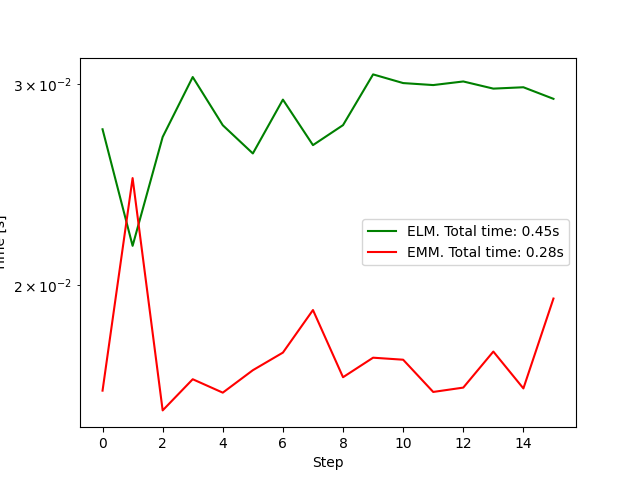 3 × 10⁻²
2 × 10⁻²
ELM. Total time: 0.45s
EMM. Total time: 0.28s
0 2 4 6 8 10 12 14
Step